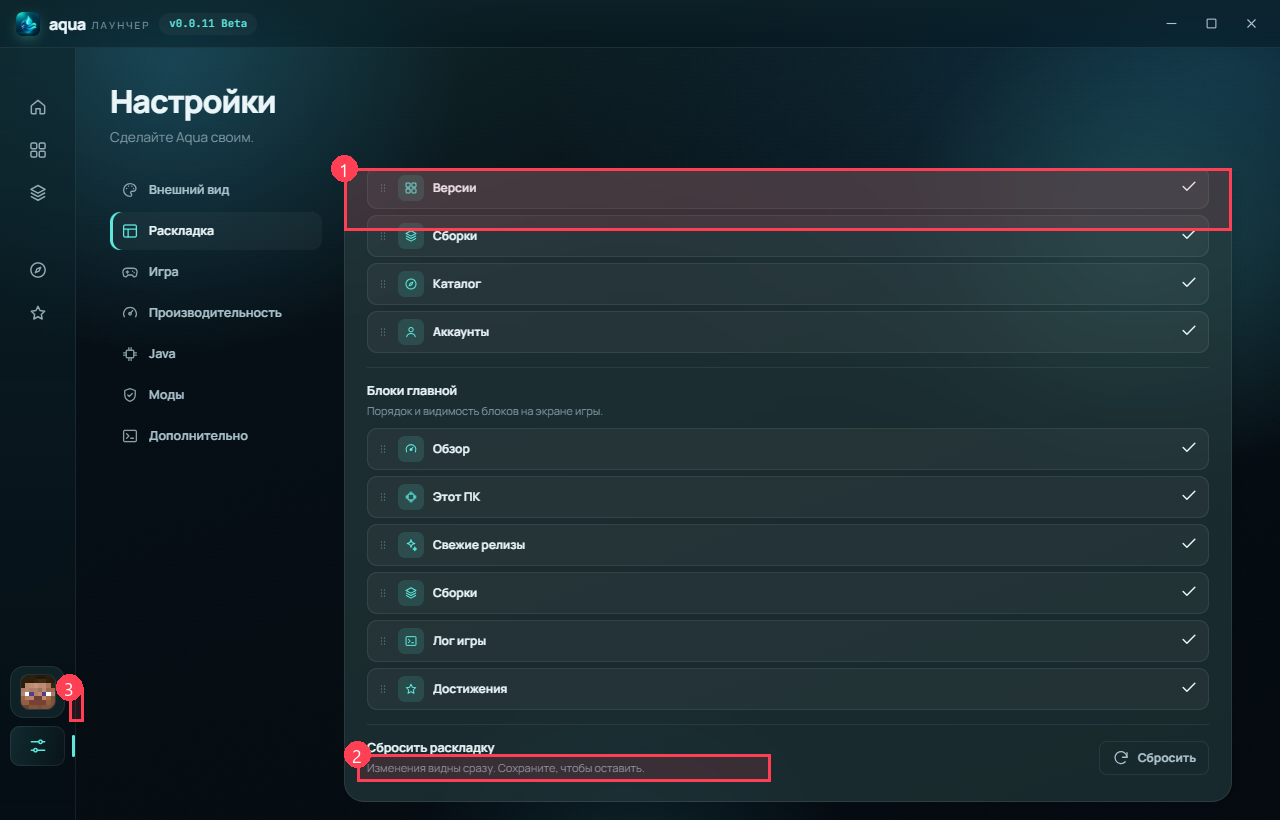 aqua ЛАУНЧЕР v0.0.11 Beta
Настройки
Сделайте Aqua своим.
Внешний вид
Раскладка
Игра
Производительность
Java
Моды
Дополнительно
1
Версии
Сборки
Каталог
Аккаунты
Блоки главной
Порядок и видимость блоков на экране игры.
Обзор
Этот ПК
Свежие релизы
Сборки
Лог игры
Достижения
3
2
Сбросить раскладку
Изменения видны сразу. Сохраните, чтобы оставить.
Сбросить